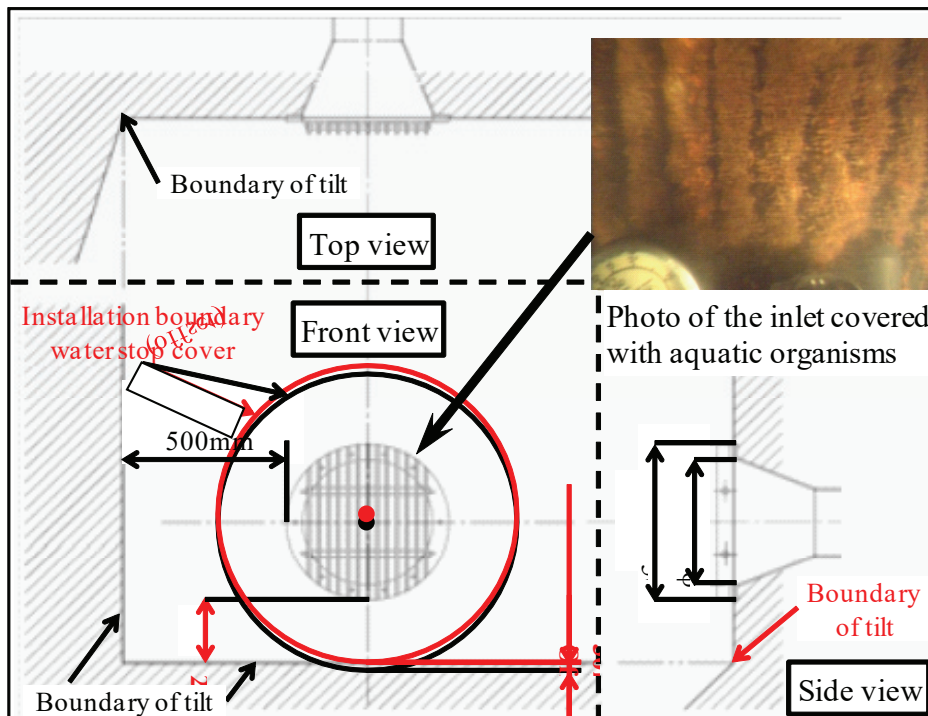 Boundary of tilt
Top view
Installation boundary
water stop cover
Front view
Photo of the inlet covered
with aquatic organisms
500mm
Boundary
of tilt
Boundary of tilt
Side view